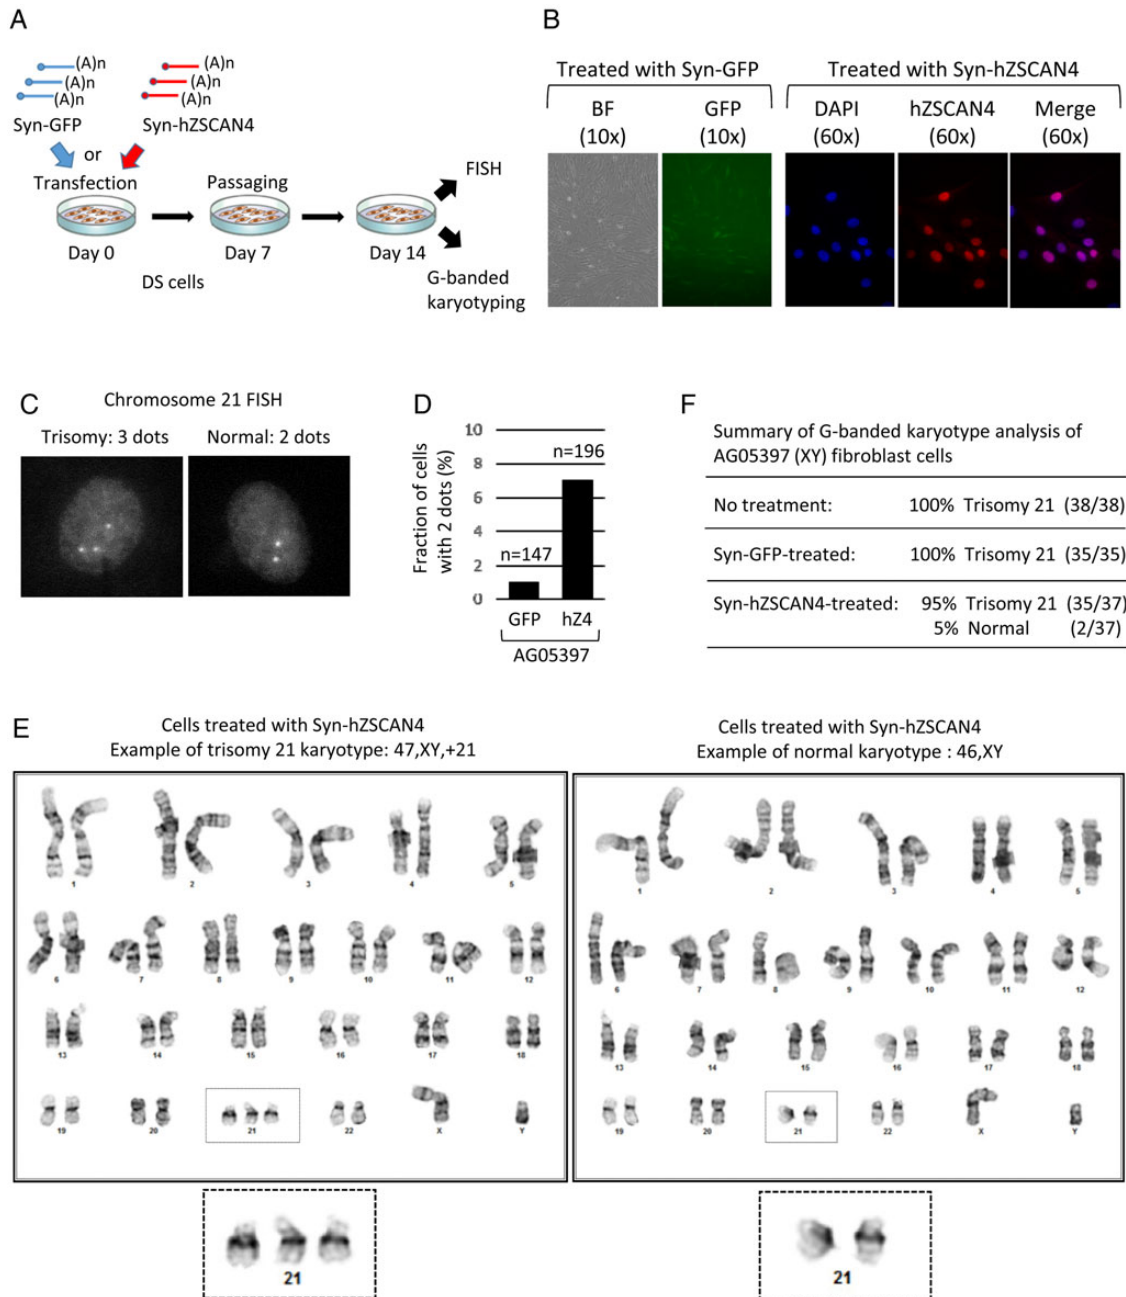 A
(A)n
(A)n
(A)n
(A)n
(A)n
(A)n
Syn-GFP
Syn-hZSCAN4
or
Transfection
Passaging
FISH
Day 0
Day 7
Day 14
DS cells
G-banded
karyotyping
B
Treated with Syn-GFP
Treated with Syn-hZSCAN4
BF
(10x)
GFP
(10x)
DAPI
(60x)
hZSCAN4
(60x)
Merge
(60x)
C
Chromosome 21 FISH
Trisomy: 3 dots
Normal: 2 dots
D
Fraction of cells
with 2 dots (%)
10
8
6
4
2
0
n=147
n=196
GFP
hZ4
AG05397
F
Summary of G-banded karyotype analysis of
AG05397 (XY) fibroblast cells
No treatment: 100% Trisomy 21 (38/38)
Syn-GFP-treated: 100% Trisomy 21 (35/35)
Syn-hZSCAN4-treated: 95% Trisomy 21 (35/37)
5% Normal (2/37)
E
Cells treated with Syn-hZSCAN4
Example of trisomy 21 karyotype: 47,XY,+21
1 2 3 4 5
6 7 8 9 10 11 12
13 14 15 16 17 18
19 20 21 22 X Y
21
Cells treated with Syn-hZSCAN4
Example of normal karyotype : 46,XY
1 2 3 4 5
6 7 8 9 10 11 12
13 14 15 16 17 18
19 20 21 22 X Y
21